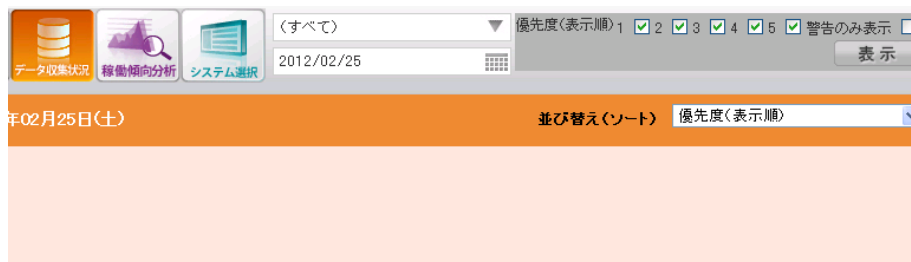 データ収集状況
稼働傾向分析
システム選択
(すべて)
2012/02/25
優先度(表示順) 1 2 3 4 5 警告のみ表示
表示
年02月25日(土)
並び替え(ソート) 優先度(表示順)